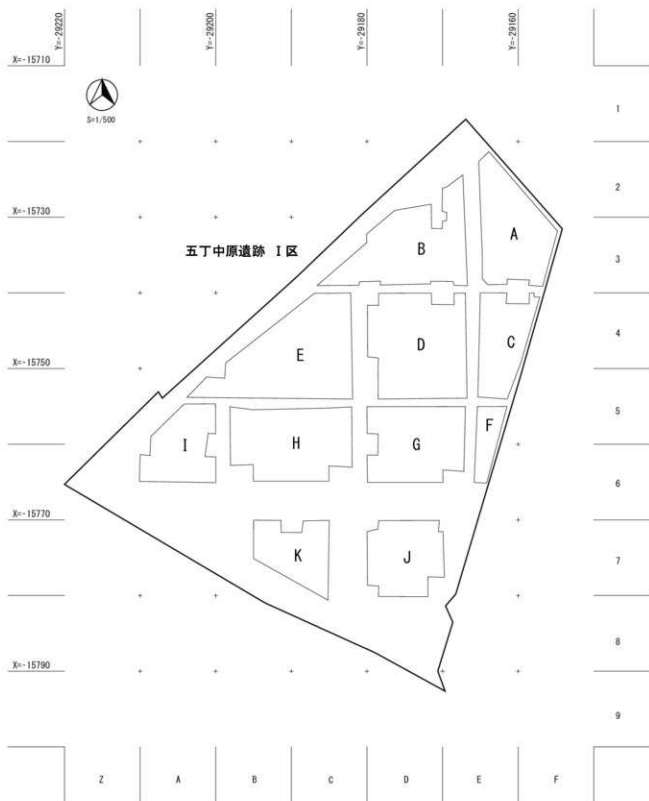 Y=-29220
Y=-29200
Y=-29180
Y=-29160
X=-15710
S=1/500
1
2
X=-15730
A
五丁中原遺跡 Ⅰ区
B
3
4
E
D
C
X=-15750
5
F
I
H
G
6
X=-15770
K
J
7
8
X=-15790
9
Z
A
B
C
D
E
F